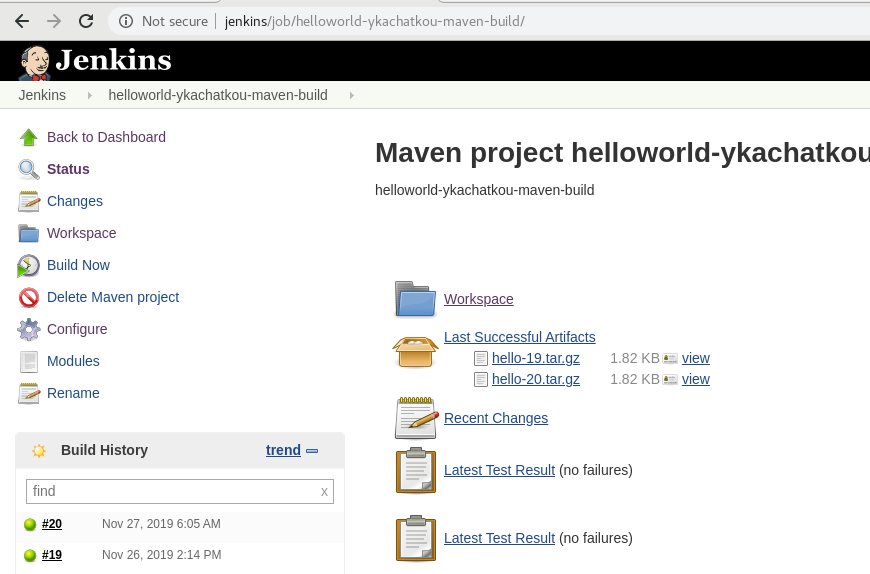 Not secure jenkins/job/helloworld-ykachatkou-maven-build/
Jenkins
Jenkins helloworld-ykachatkou-maven-build
Back to Dashboard
Status
Changes
Workspace
Build Now
Delete Maven project
Configure
Modules
Rename
Build History trend
find x
#20 Nov 27, 2019 6:05 AM
#19 Nov 26, 2019 2:14 PM
Maven project helloworld-ykachatkou
helloworld-ykachatkou-maven-build
Workspace
Last Successful Artifacts
hello-19.tar.gz 1.82 KB view
hello-20.tar.gz 1.82 KB view
Recent Changes
Latest Test Result (no failures)
Latest Test Result (no failures)